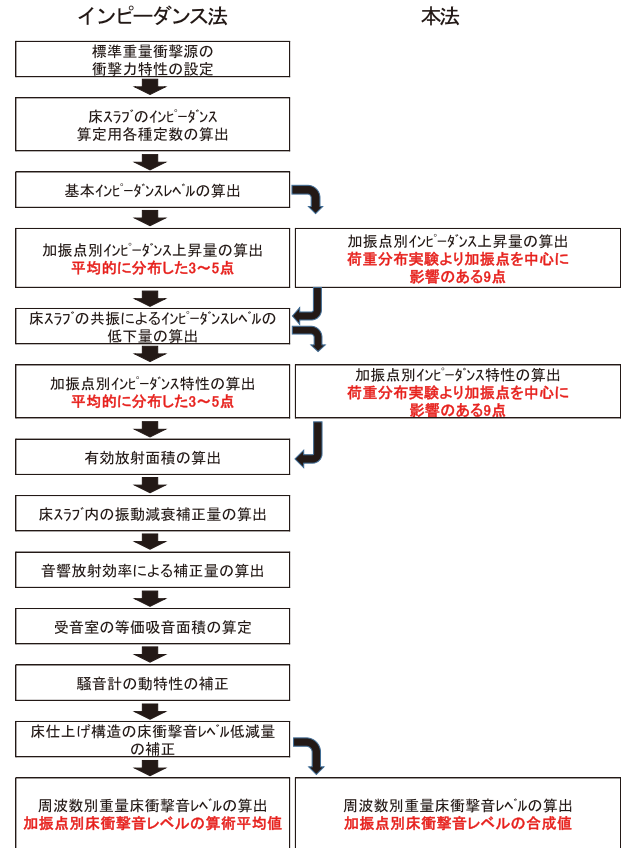 インピーダンス法
本法
標準重量衝撃源の
衝撃力特性の設定
床ｽﾗﾌﾞのｲﾝﾋﾟｰﾀﾞﾝｽ
算定用各種定数の算出
基本ｲﾝﾋﾟｰﾀﾞﾝｽﾚﾍﾞﾙの算出
加振点別ｲﾝﾋﾟｰﾀﾞﾝｽ上昇量の算出
平均的に分布した3～5点
加振点別ｲﾝﾋﾟｰﾀﾞﾝｽ上昇量の算出
荷重分布実験より加振点を中心に
影響のある9点
床ｽﾗﾌﾞの共振によるｲﾝﾋﾟｰﾀﾞﾝｽﾚﾍﾞﾙの
低下量の算出
加振点別ｲﾝﾋﾟｰﾀﾞﾝｽ特性の算出
平均的に分布した3～5点
加振点別ｲﾝﾋﾟｰﾀﾞﾝｽ特性の算出
荷重分布実験より加振点を中心に
影響のある9点
有効放射面積の算出
床ｽﾗﾌﾞ内の振動減衰補正量の算出
音響放射効率による補正量の算出
受音室の等価吸音面積の算定
騒音計の動特性の補正
床仕上げ構造の床衝撃音ﾚﾍﾞﾙ低減量
の補正
周波数別重量床衝撃音ﾚﾍﾞﾙの算出
加振点別床衝撃音レベルの算術平均値
周波数別重量床衝撃音ﾚﾍﾞﾙの算出
加振点別床衝撃音レベルの合成値